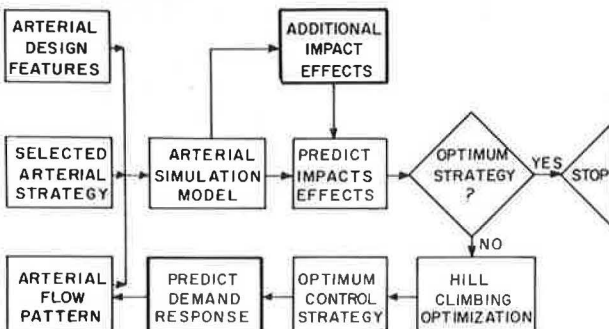 ARTERIAL
DESIGN
FEATURES
ADDITIONAL
IMPACT
EFFECTS
SELECTED
ARTERIAL
STRATEGY
ARTERIAL
SIMULATION
MODEL
PREDICT
IMPACTS
EFFECTS
OPTIMUM
STRATEGY
?
YES
STOP
NO
ARTERIAL
FLOW
PATTERN
PREDICT
DEMAND
RESPONSE
OPTIMUM
CONTROL
STRATEGY
HILL
CLIMBING
OPTIMIZATION